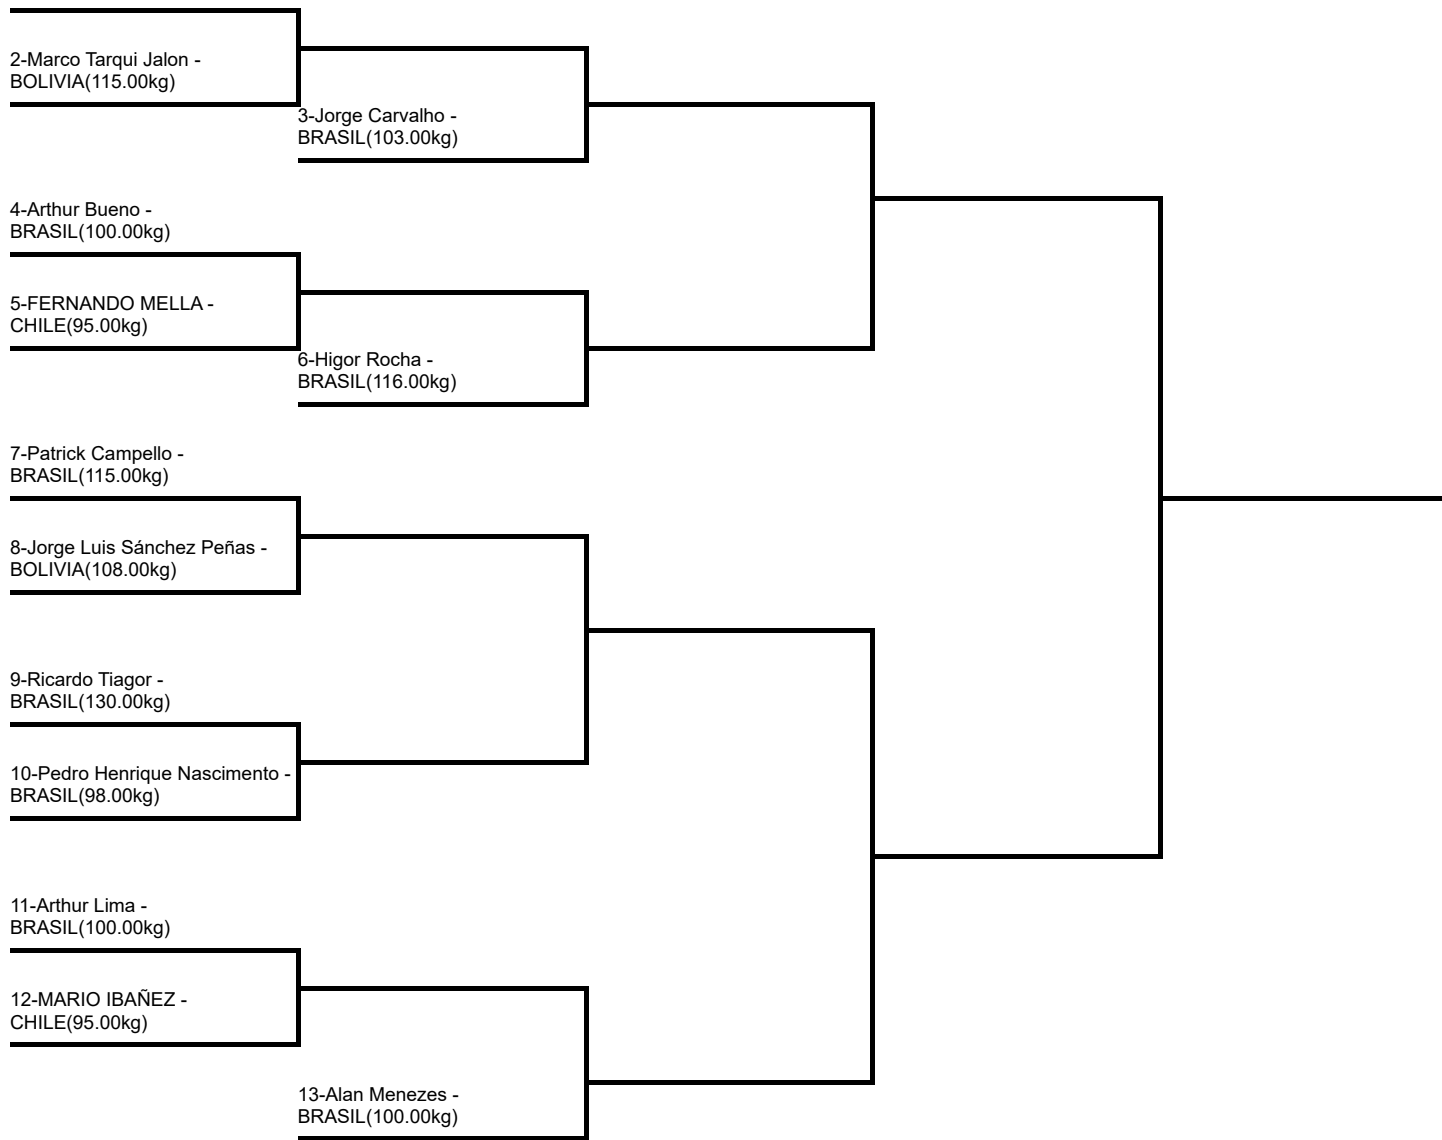 2-Marco Tarqui Jalon -
BOLIVIA(115.00kg)
3-Jorge Carvalho -
BRASIL(103.00kg)
4-Arthur Bueno -
BRASIL(100.00kg)
5-FERNANDO MELLA -
CHILE(95.00kg)
6-Higor Rocha -
BRASIL(116.00kg)
7-Patrick Campello -
BRASIL(115.00kg)
8-Jorge Luis Sánchez Peñas -
BOLIVIA(108.00kg)
9-Ricardo Tiagor -
BRASIL(130.00kg)
10-Pedro Henrique Nascimento -
BRASIL(98.00kg)
11-Arthur Lima -
BRASIL(100.00kg)
12-MARIO IBAÑEZ -
CHILE(95.00kg)
13-Alan Menezes -
BRASIL(100.00kg)